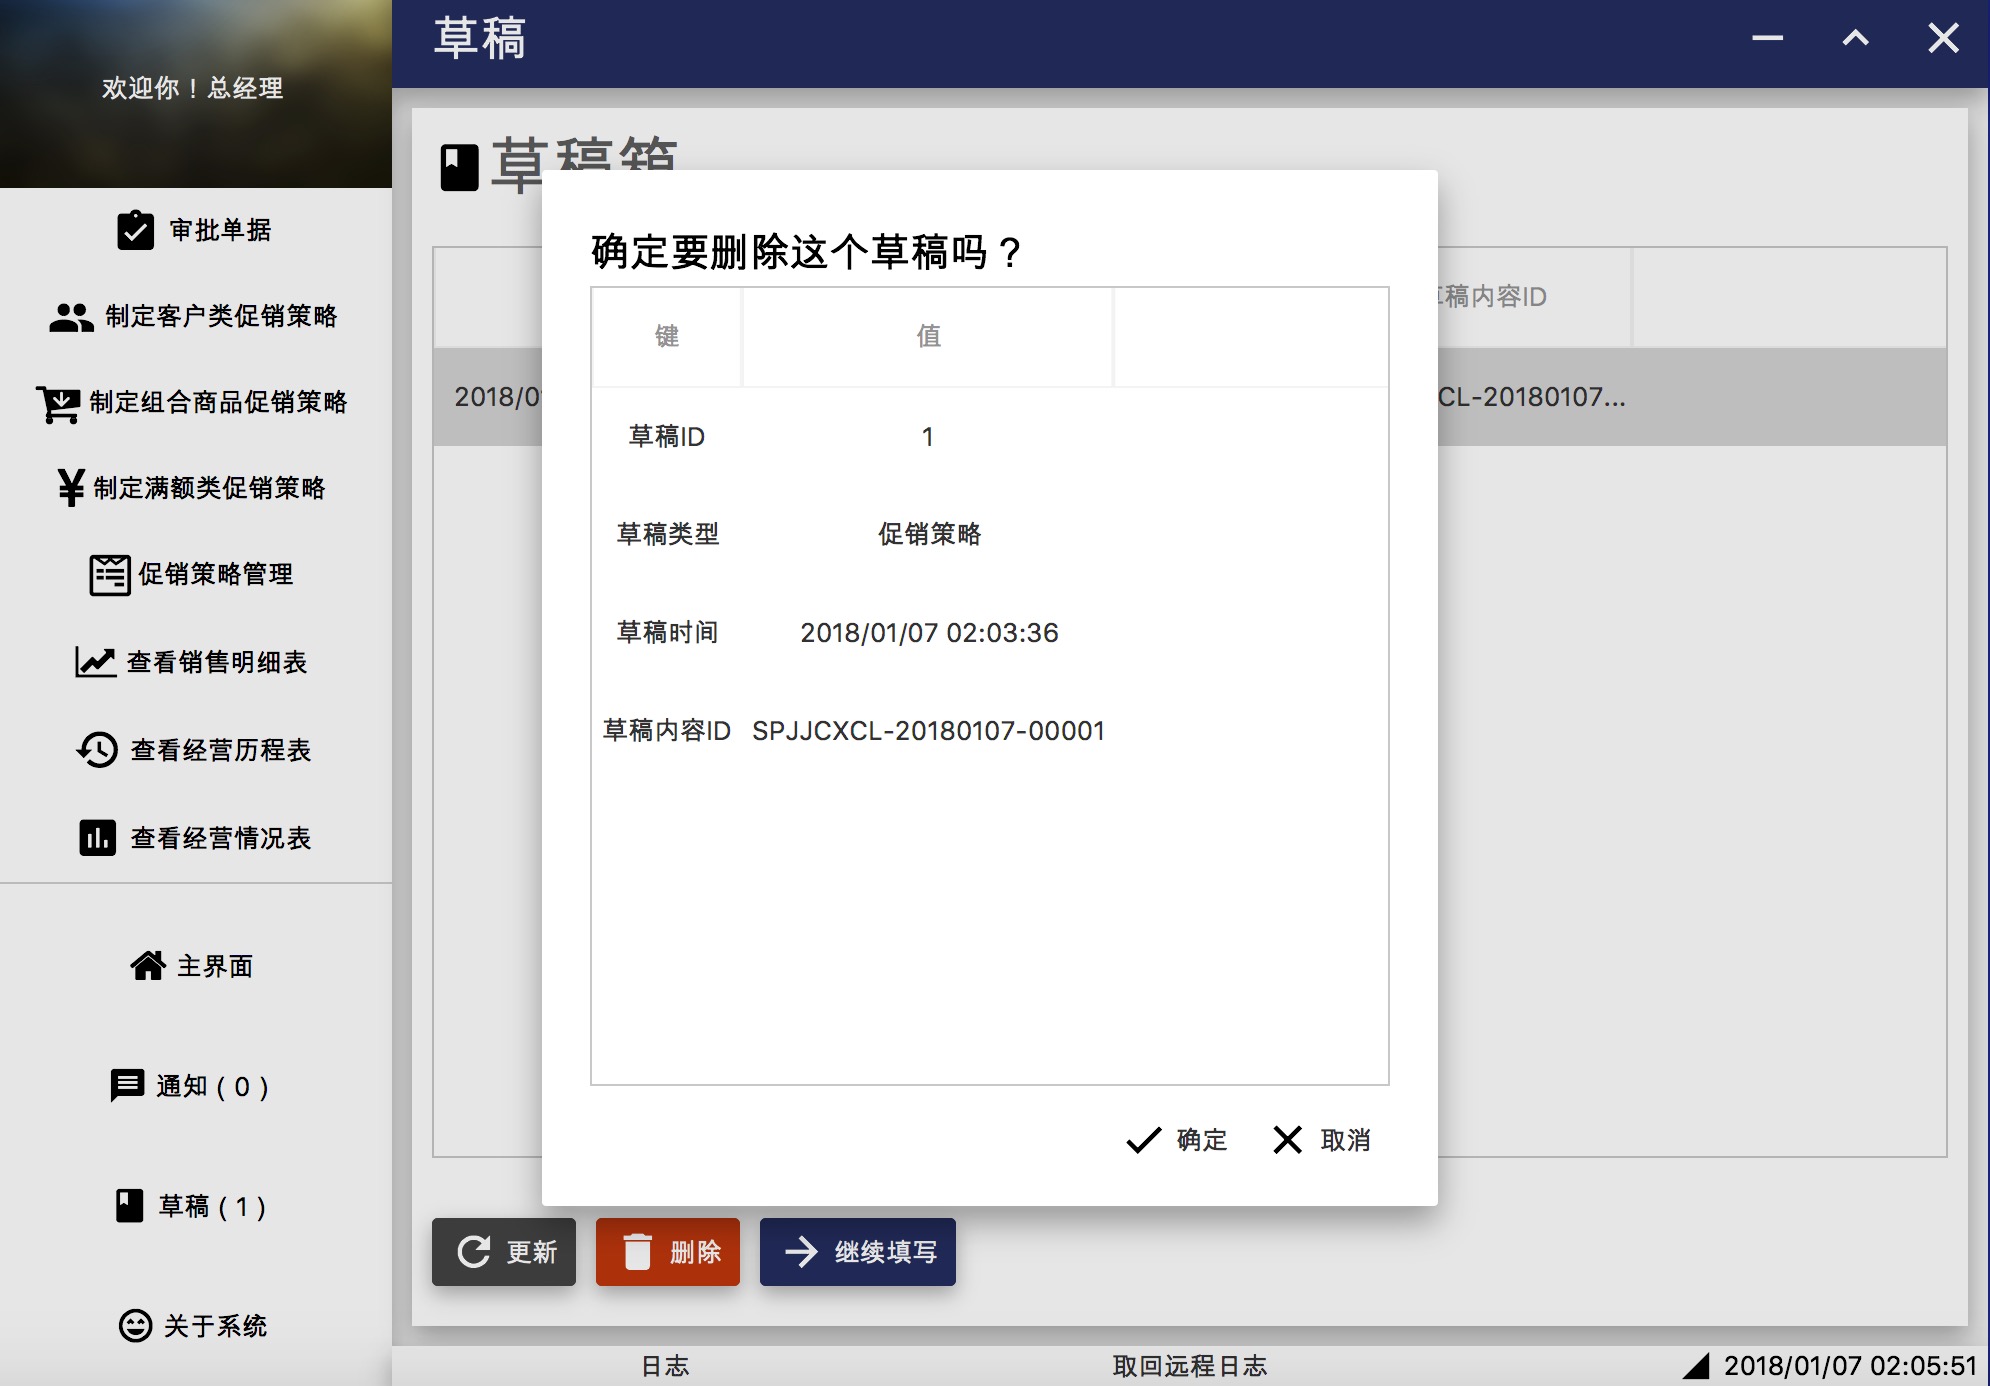 欢迎你！总经理
审批单据
制定客户类促销策略
制定组合商品促销策略
制定满额类促销策略
促销策略管理
查看销售明细表
查看经营历程表
查看经营情况表
主界面
通知 ( 0 )
草稿 ( 1 )
关于系统
草稿
草稿箱
稿内容ID
2018/0
CL-20180107...
确定要删除这个草稿吗？
键 值
草稿ID 1
草稿类型 促销策略
草稿时间 2018/01/07 02:03:36
草稿内容ID SPJJCXCL-20180107-00001
确定 取消
更新 删除 继续填写
日志 取回远程日志 2018/01/07 02:05:51